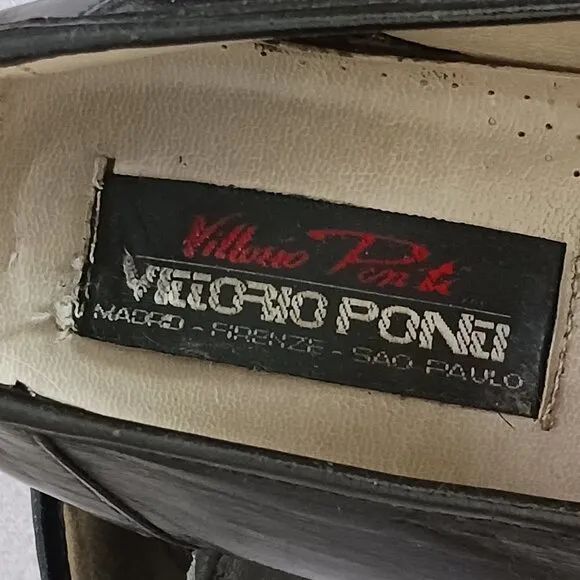 Vittorio Ponti
VITTORIO PONTI
MADRID - FIRENZE - SAO PAULO